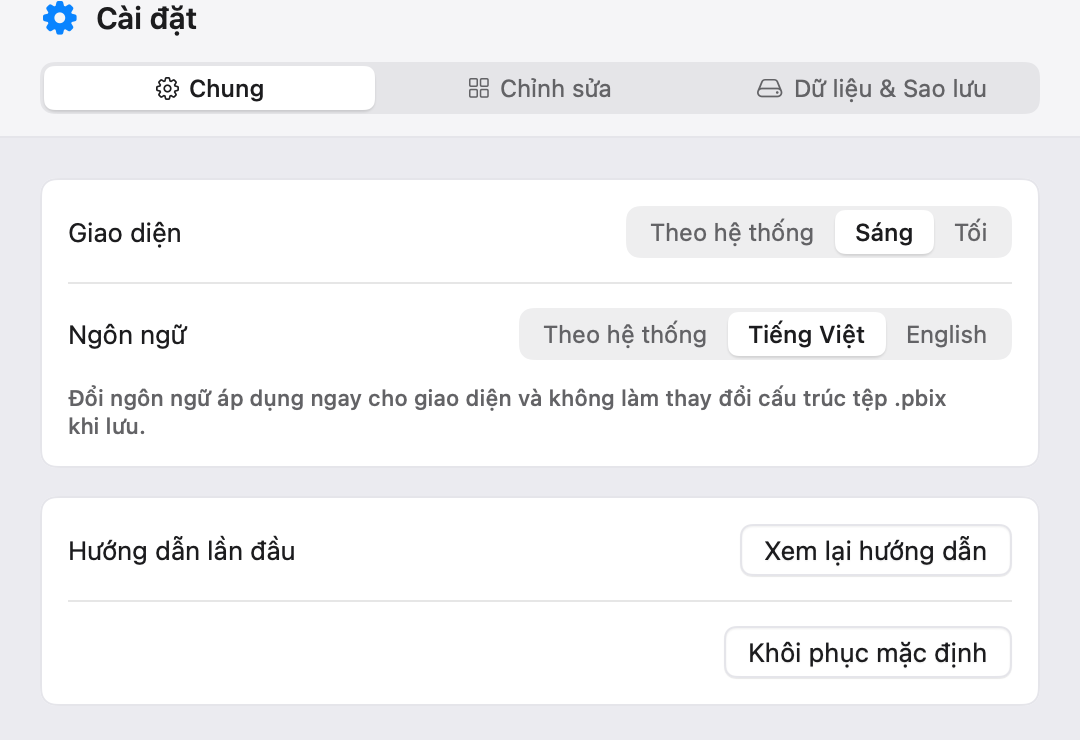 Cài đặt
Chung
Chỉnh sửa
Dữ liệu & Sao lưu
Giao diện
Theo hệ thống
Sáng
Tối
Ngôn ngữ
Theo hệ thống
Tiếng Việt
English
Đổi ngôn ngữ áp dụng ngay cho giao diện và không làm thay đổi cấu trúc tệp .pbix
khi lưu.
Hướng dẫn lần đầu
Xem lại hướng dẫn
Khôi phục mặc định